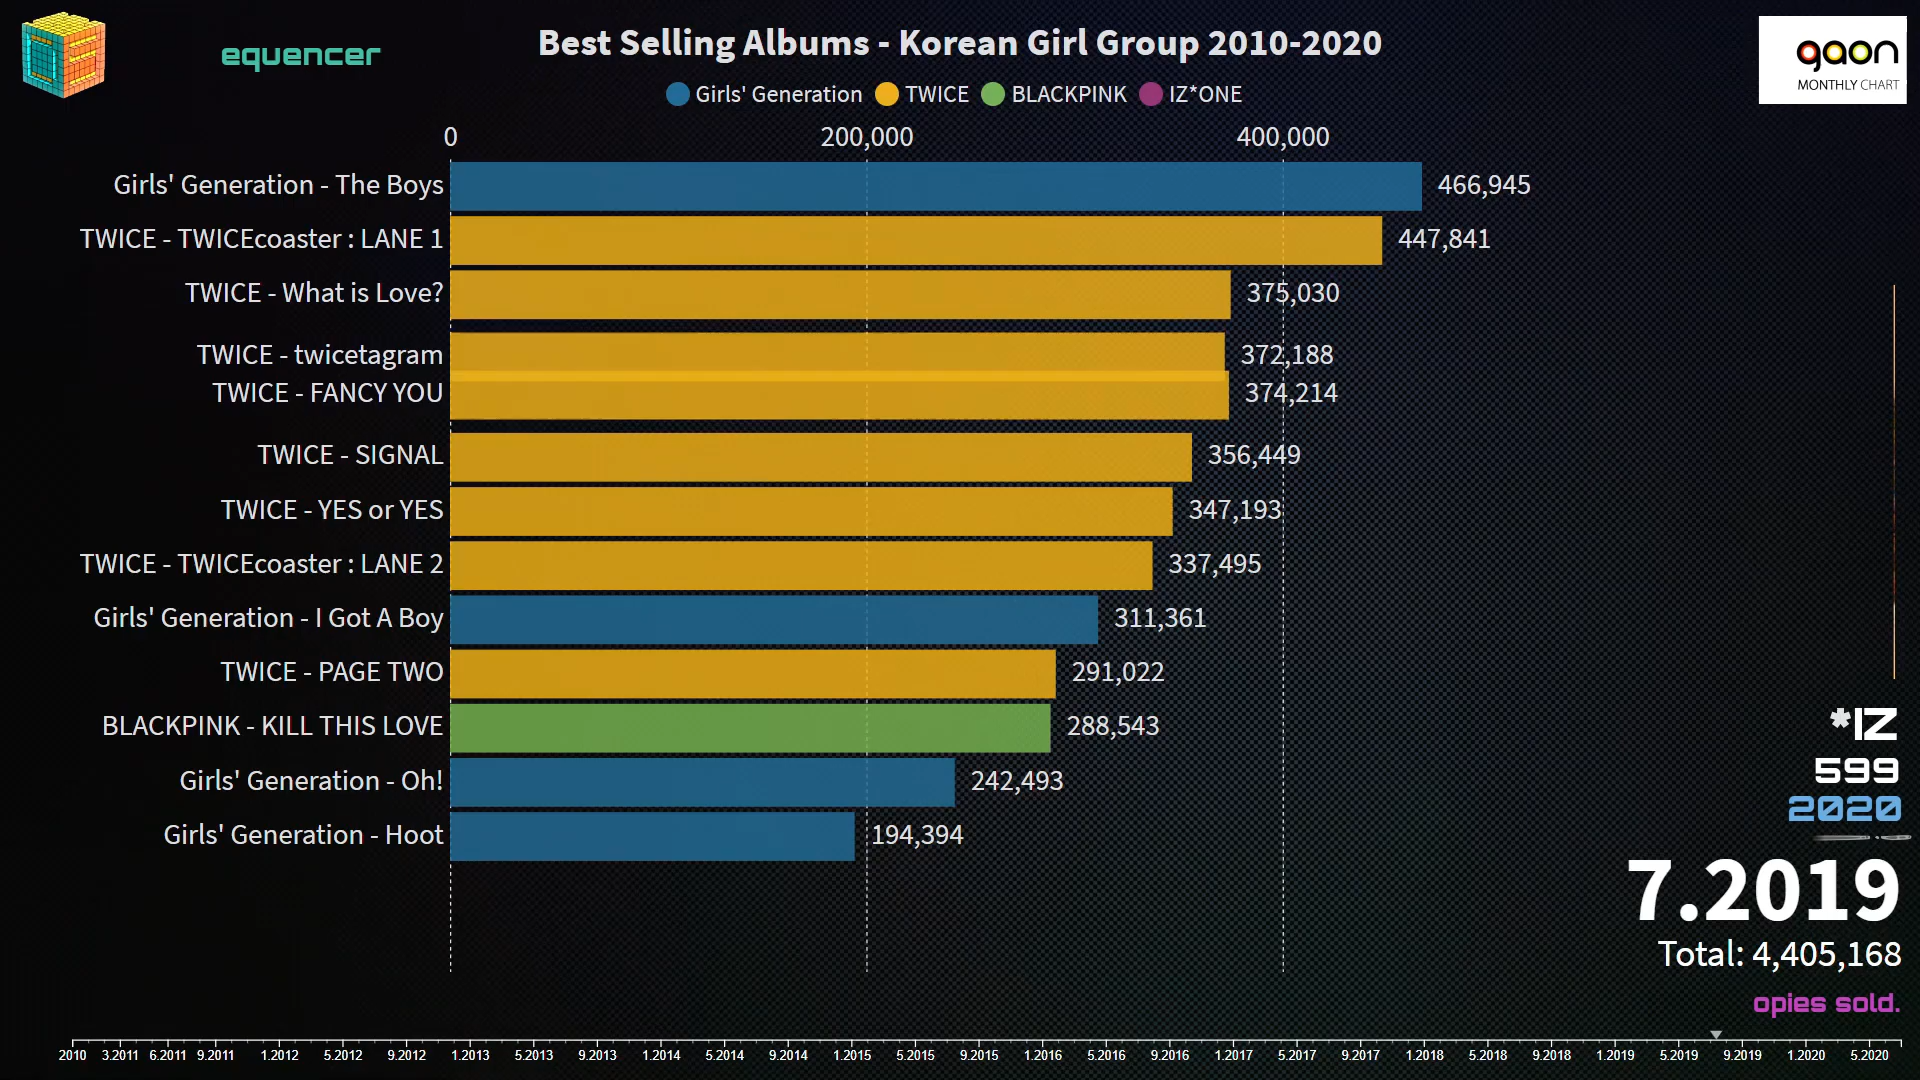 equencer
Best Selling Albums - Korean Girl Group 2010-2020
Girls' Generation TWICE BLACKPINK IZ*ONE
gaon
MONTHLY CHART
0 200,000 400,000
Girls' Generation - The Boys 466,945
TWICE - TWICEcoaster : LANE 1 447,841
TWICE - What is Love? 375,030
TWICE - twicetagram 372,188
TWICE - FANCY YOU 374,214
TWICE - SIGNAL 356,449
TWICE - YES or YES 347,193
TWICE - TWICEcoaster : LANE 2 337,495
Girls' Generation - I Got A Boy 311,361
TWICE - PAGE TWO 291,022
BLACKPINK - KILL THIS LOVE 288,543
Girls' Generation - Oh! 242,493
Girls' Generation - Hoot 194,394
*IZ
599
2020
7.2019
Total: 4,405,168
opies sold.
2010 3.2011 6.2011 9.2011 1.2012 5.2012 9.2012 1.2013 5.2013 9.2013 1.2014 5.2014 9.2014 1.2015 5.2015 9.2015 1.2016 5.2016 9.2016 1.2017 5.2017 9.2017 1.2018 5.2018 9.2018 1.2019 5.2019 9.2019 1.2020 5.2020